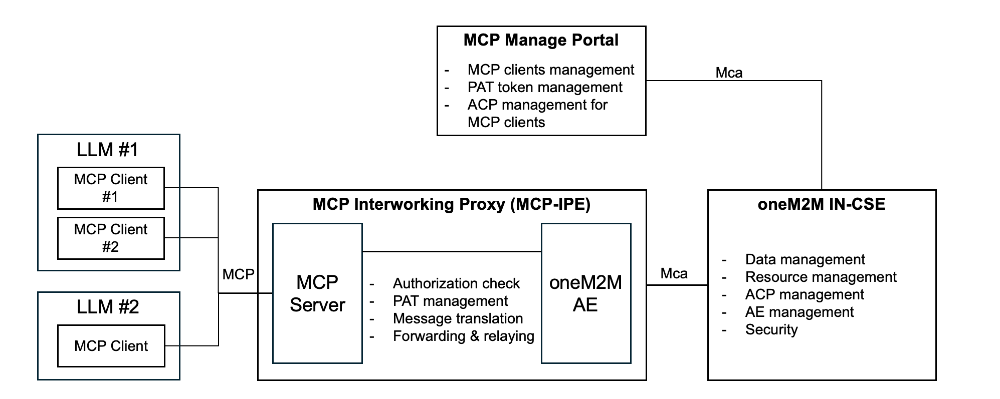 MCP Manage Portal
- MCP clients management
- PAT token management
- ACP management for
MCP clients
Mca
LLM #1
MCP Client
#1
MCP Client
#2
LLM #2
MCP Client
MCP
MCP Interworking Proxy (MCP-IPE)
MCP
Server
- Authorization check
- PAT management
- Message translation
- Forwarding & relaying
oneM2M
AE
Mca
oneM2M IN-CSE
- Data management
- Resource management
- ACP management
- AE management
- Security